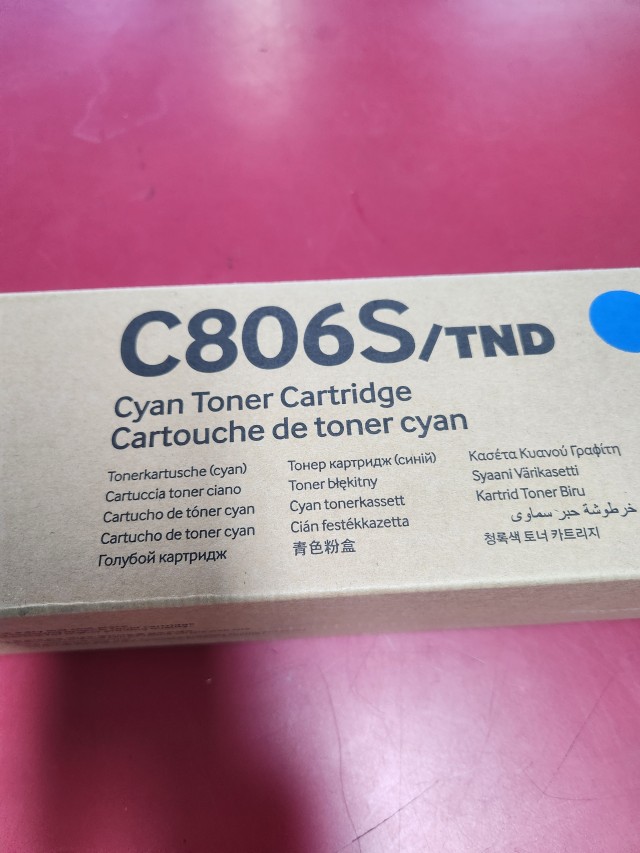 C806S/TND
Cyan Toner Cartridge
Cartouche de toner cyan
Tonerkartusche (cyan)
Cartuccia toner ciano
Cartucho de tóner cyan
Cartucho de toner cyan
Голубой картридж
Тонер картридж (синий)
Toner błękitny
Cyan tonerkassett
Cián festékkazetta
青色粉盒
Κασέτα Κυανού Γραφίτη
Syaani Värikasetti
Kartrid Toner Biru
خرطوشة حبر سماوى
청록색 토너 카트리지